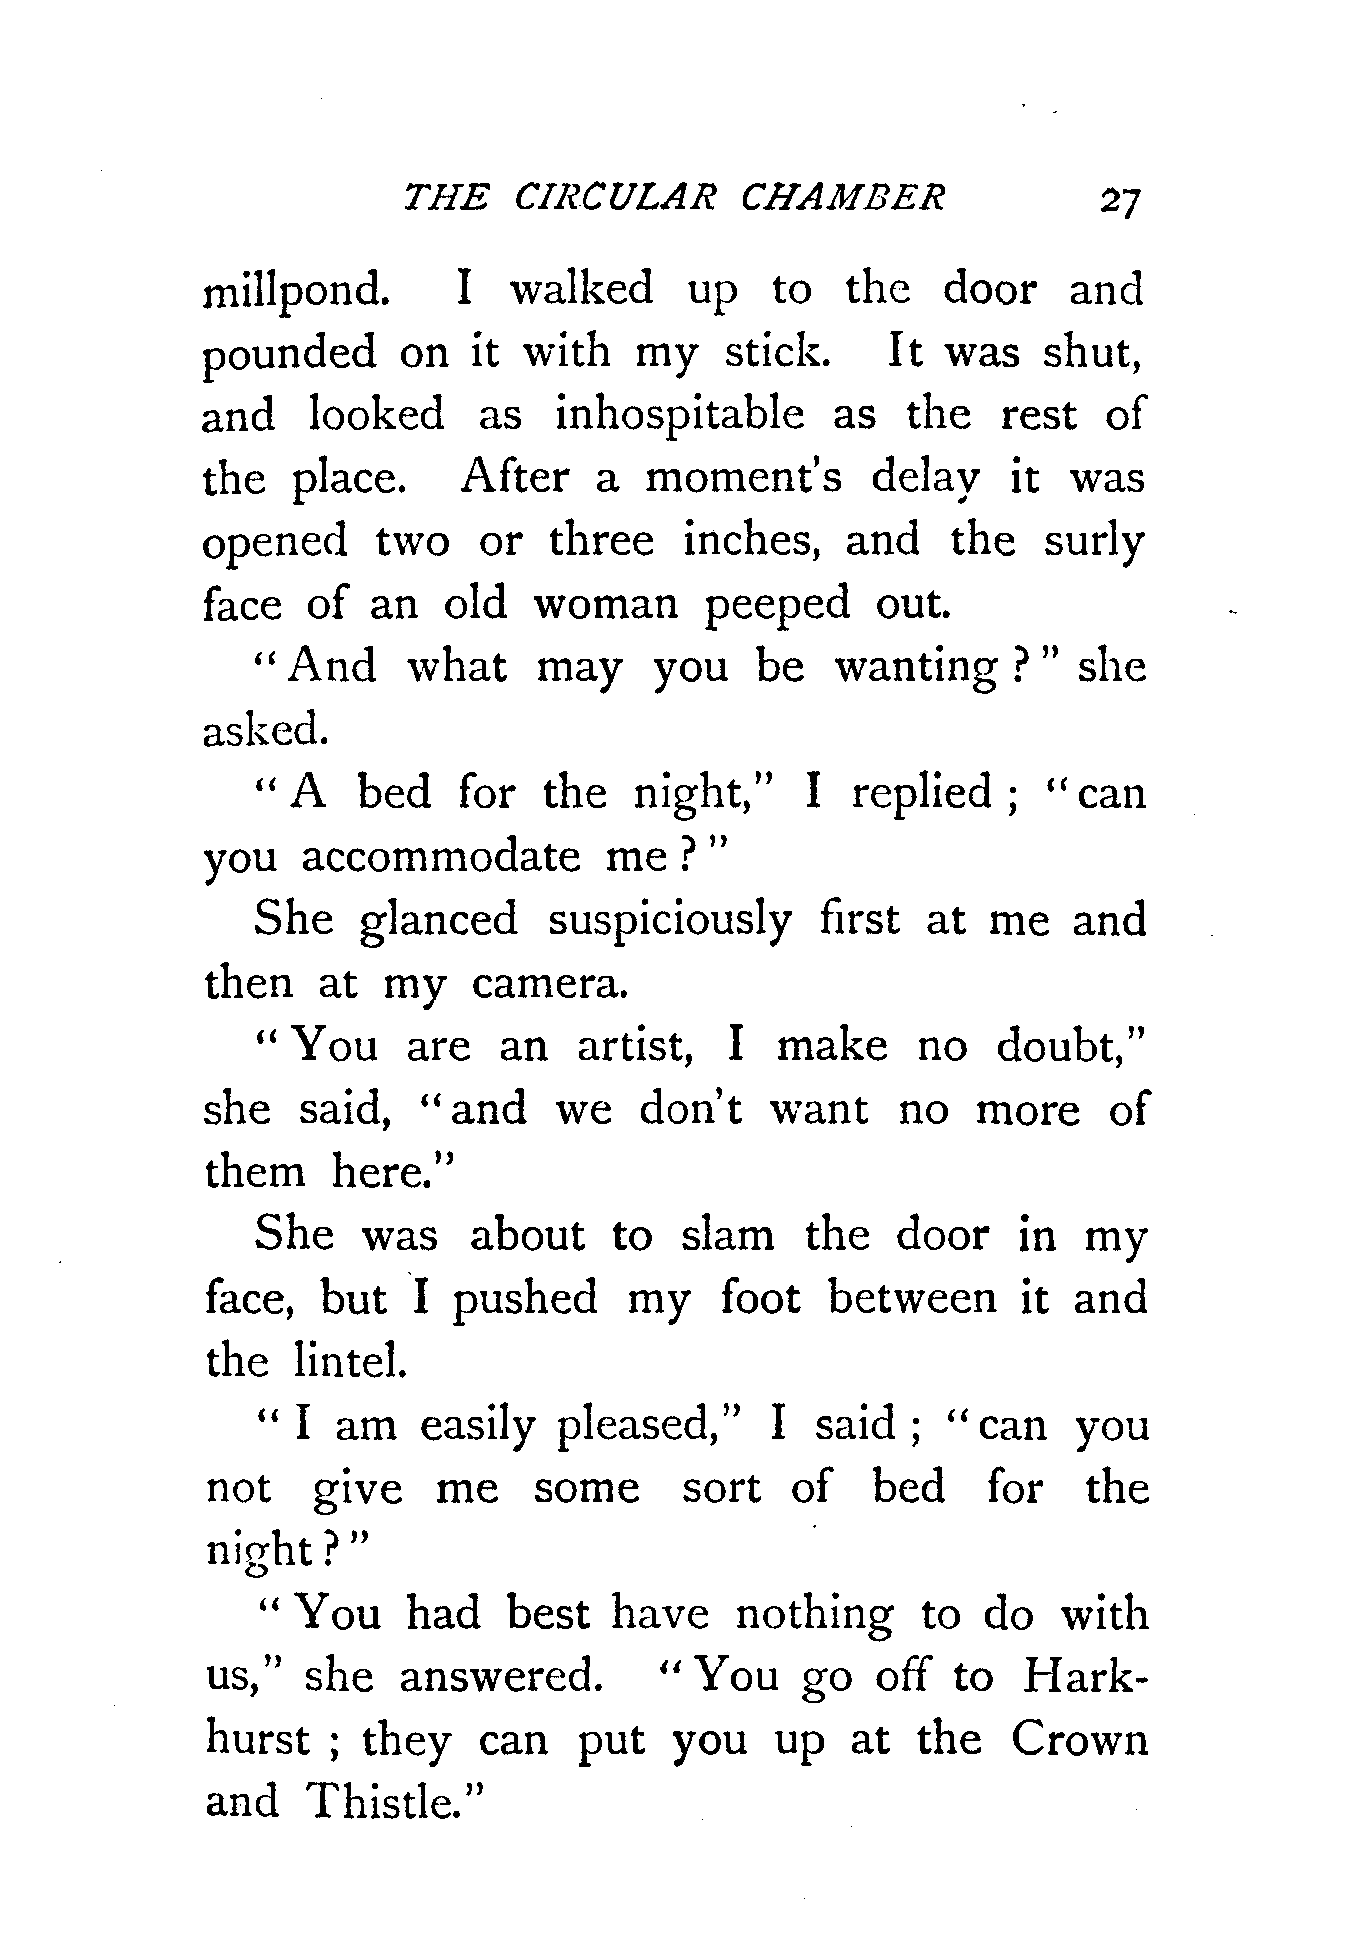 THE CIRCULAR CHAMBER 27
millpond. I walked up to the door and
pounded on it with my stick. It was shut,
and looked as inhospitable as the rest of
the place. After a moment's delay it was
opened two or three inches, and the surly
face of an old woman peeped out.
"And what may you be wanting?" she
asked.
"A bed for the night," I replied; "can
you accommodate me?"
She glanced suspiciously first at me and
then at my camera.
"You are an artist, I make no doubt,"
she said, "and we don't want no more of
them here."
She was about to slam the door in my
face, but I pushed my foot between it and
the lintel.
"I am easily pleased," I said; "can you
not give me some sort of bed for the
night?"
"You had best have nothing to do with
us," she answered. "You go off to Hark-
hurst; they can put you up at the Crown
and Thistle."